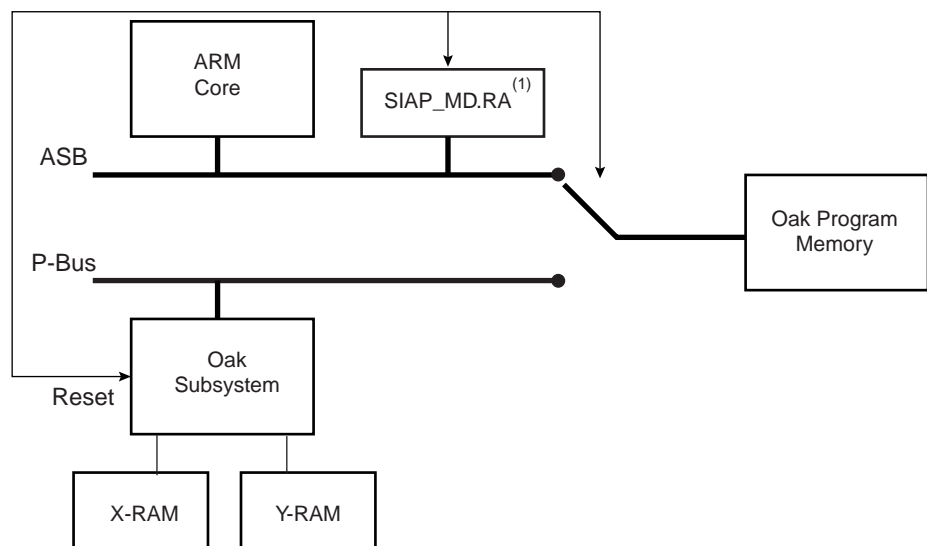 ARM
Core
SIAP_MD.RA(1)
ASB
Oak Program
Memory
P-Bus
Oak
Subsystem
Reset
X-RAM
Y-RAM